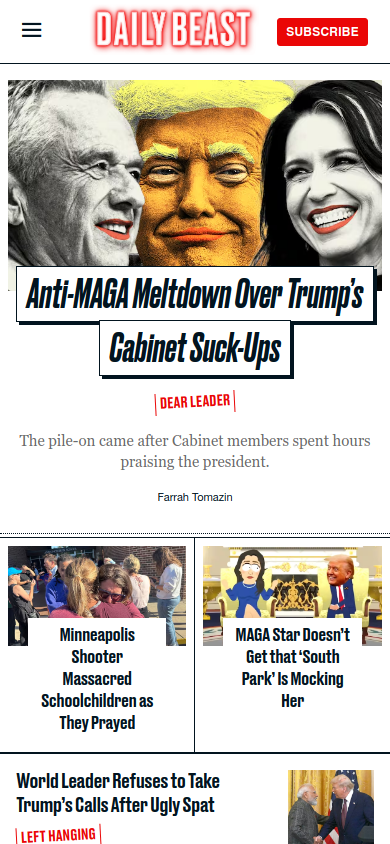 DAILY BEAST
SUBSCRIBE
Anti-MAGA Meltdown Over Trump's
Cabinet Suck-Ups
DEAR LEADER
The pile-on came after Cabinet members spent hours
praising the president.
Farrah Tomazin
Minneapolis
Shooter
Massacred
Schoolchildren as
They Prayed
MAGA Star Doesn't
Get that ‘South
Park’ Is Mocking
Her
World Leader Refuses to Take
Trump's Calls After Ugly Spat
LEFT HANGING